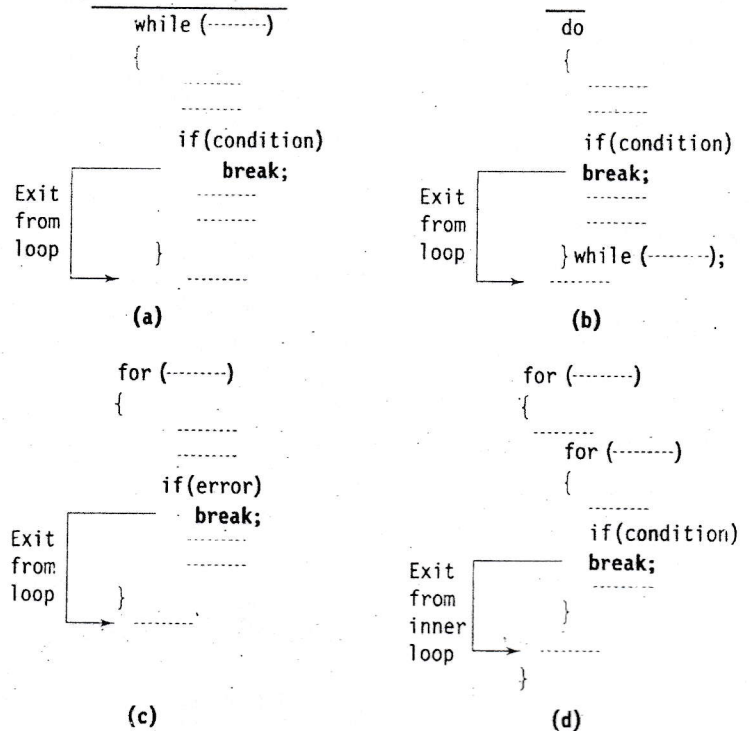 while (--------)
{
---------
---------
if(condition)
break;
---------
---------
Exit
from
loop
}
---------
(a)
do
{
---------
---------
if(condition)
break;
---------
---------
Exit
from
loop
} while (--------);
---------
(b)
for (--------)
{
---------
---------
if(error)
break;
---------
---------
Exit
from
loop
}
---------
(c)
for (--------)
{
---------
for (--------)
{
---------
if(condition)
break;
---------
Exit
from
inner
loop
}
---------
}
(d)